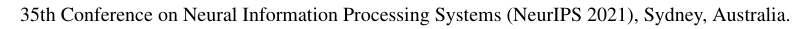 35th Conference on Neural Information Processing Systems (NeurIPS 2021), Sydney, Australia.